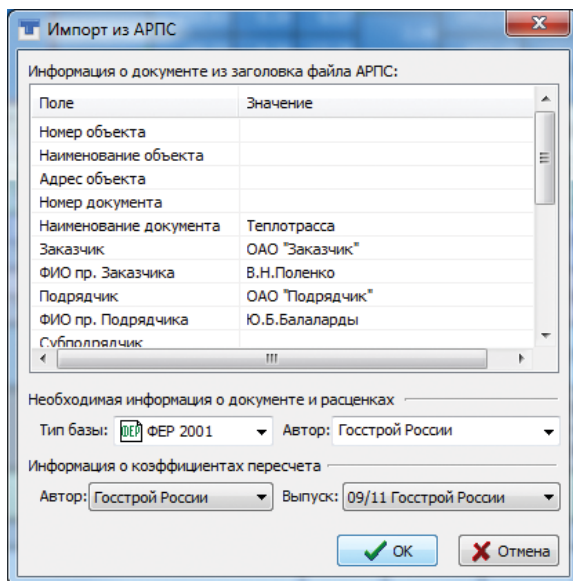 Импорт из АРПС
Информация о документе из заголовка файла АРПС:
Поле Значение
Номер объекта
Наименование объекта
Адрес объекта
Номер документа
Наименование документа Теплотрасса
Заказчик ОАО "Заказчик"
ФИО пр. Заказчика В.Н.Поленко
Подрядчик ОАО "Подрядчик"
ФИО пр. Подрядчика Ю.Б.Балаларды
Субподрядчик
Необходимая информация о документе и расценках
Тип базы: ФЕР ФЕР 2001 Автор: Госстрой России
Информация о коэффициентах пересчета
Автор: Госстрой России Выпуск: 09/11 Госстрой России
OK Отмена